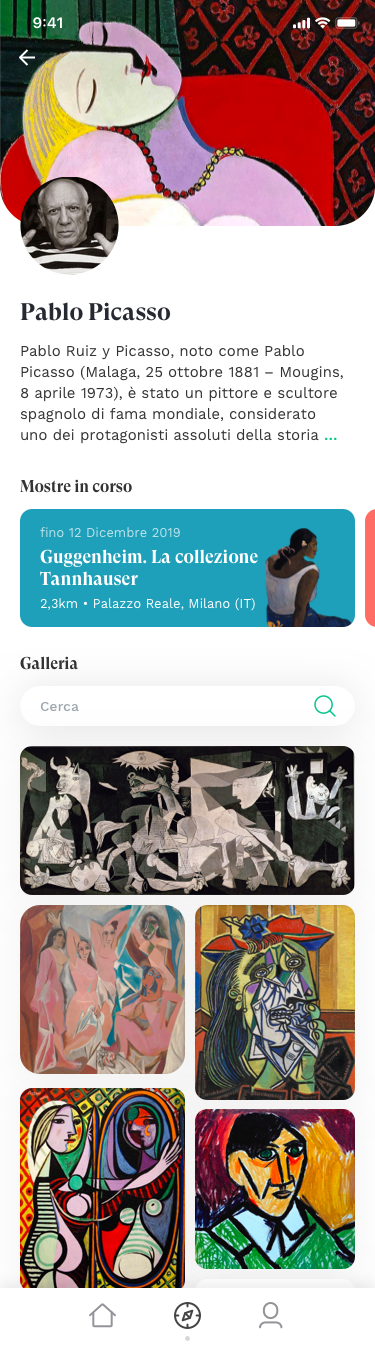 9:41
Pablo Picasso
Pablo Ruiz y Picasso, noto come Pablo
Picasso (Malaga, 25 ottobre 1881 – Mougins,
8 aprile 1973), è stato un pittore e scultore
spagnolo di fama mondiale, considerato
uno dei protagonisti assoluti della storia ...
Mostre in corso
fino 12 Dicembre 2019
Guggenheim. La collezione
Tannhauser
2,3km • Palazzo Reale, Milano (IT)
Galleria
Cerca